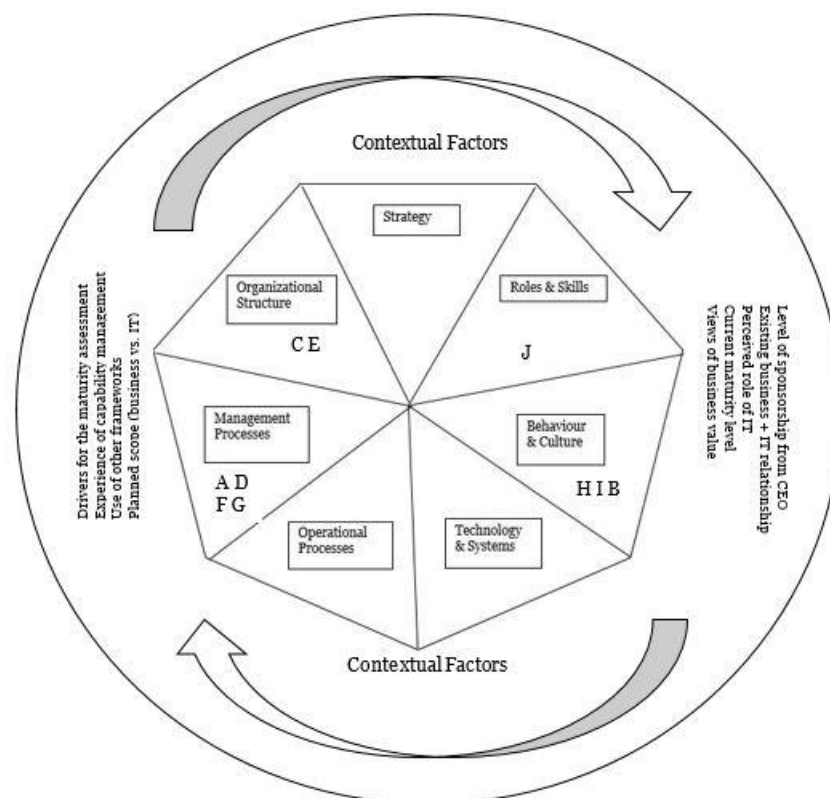 Contextual Factors
Strategy
Organizational
Structure
C E
Roles & Skills
J
Drivers for the maturity assessment
Experience of capability management
Use of other frameworks
Planned scope (business vs. IT)
Level of sponsorship from CEO
Existing business + IT relationship
Perceived role of IT
Current maturity level
Views of business value
Management
Processes
A D
F G
Behaviour
& Culture
H I B
Operational
Processes
Technology
& Systems
Contextual Factors